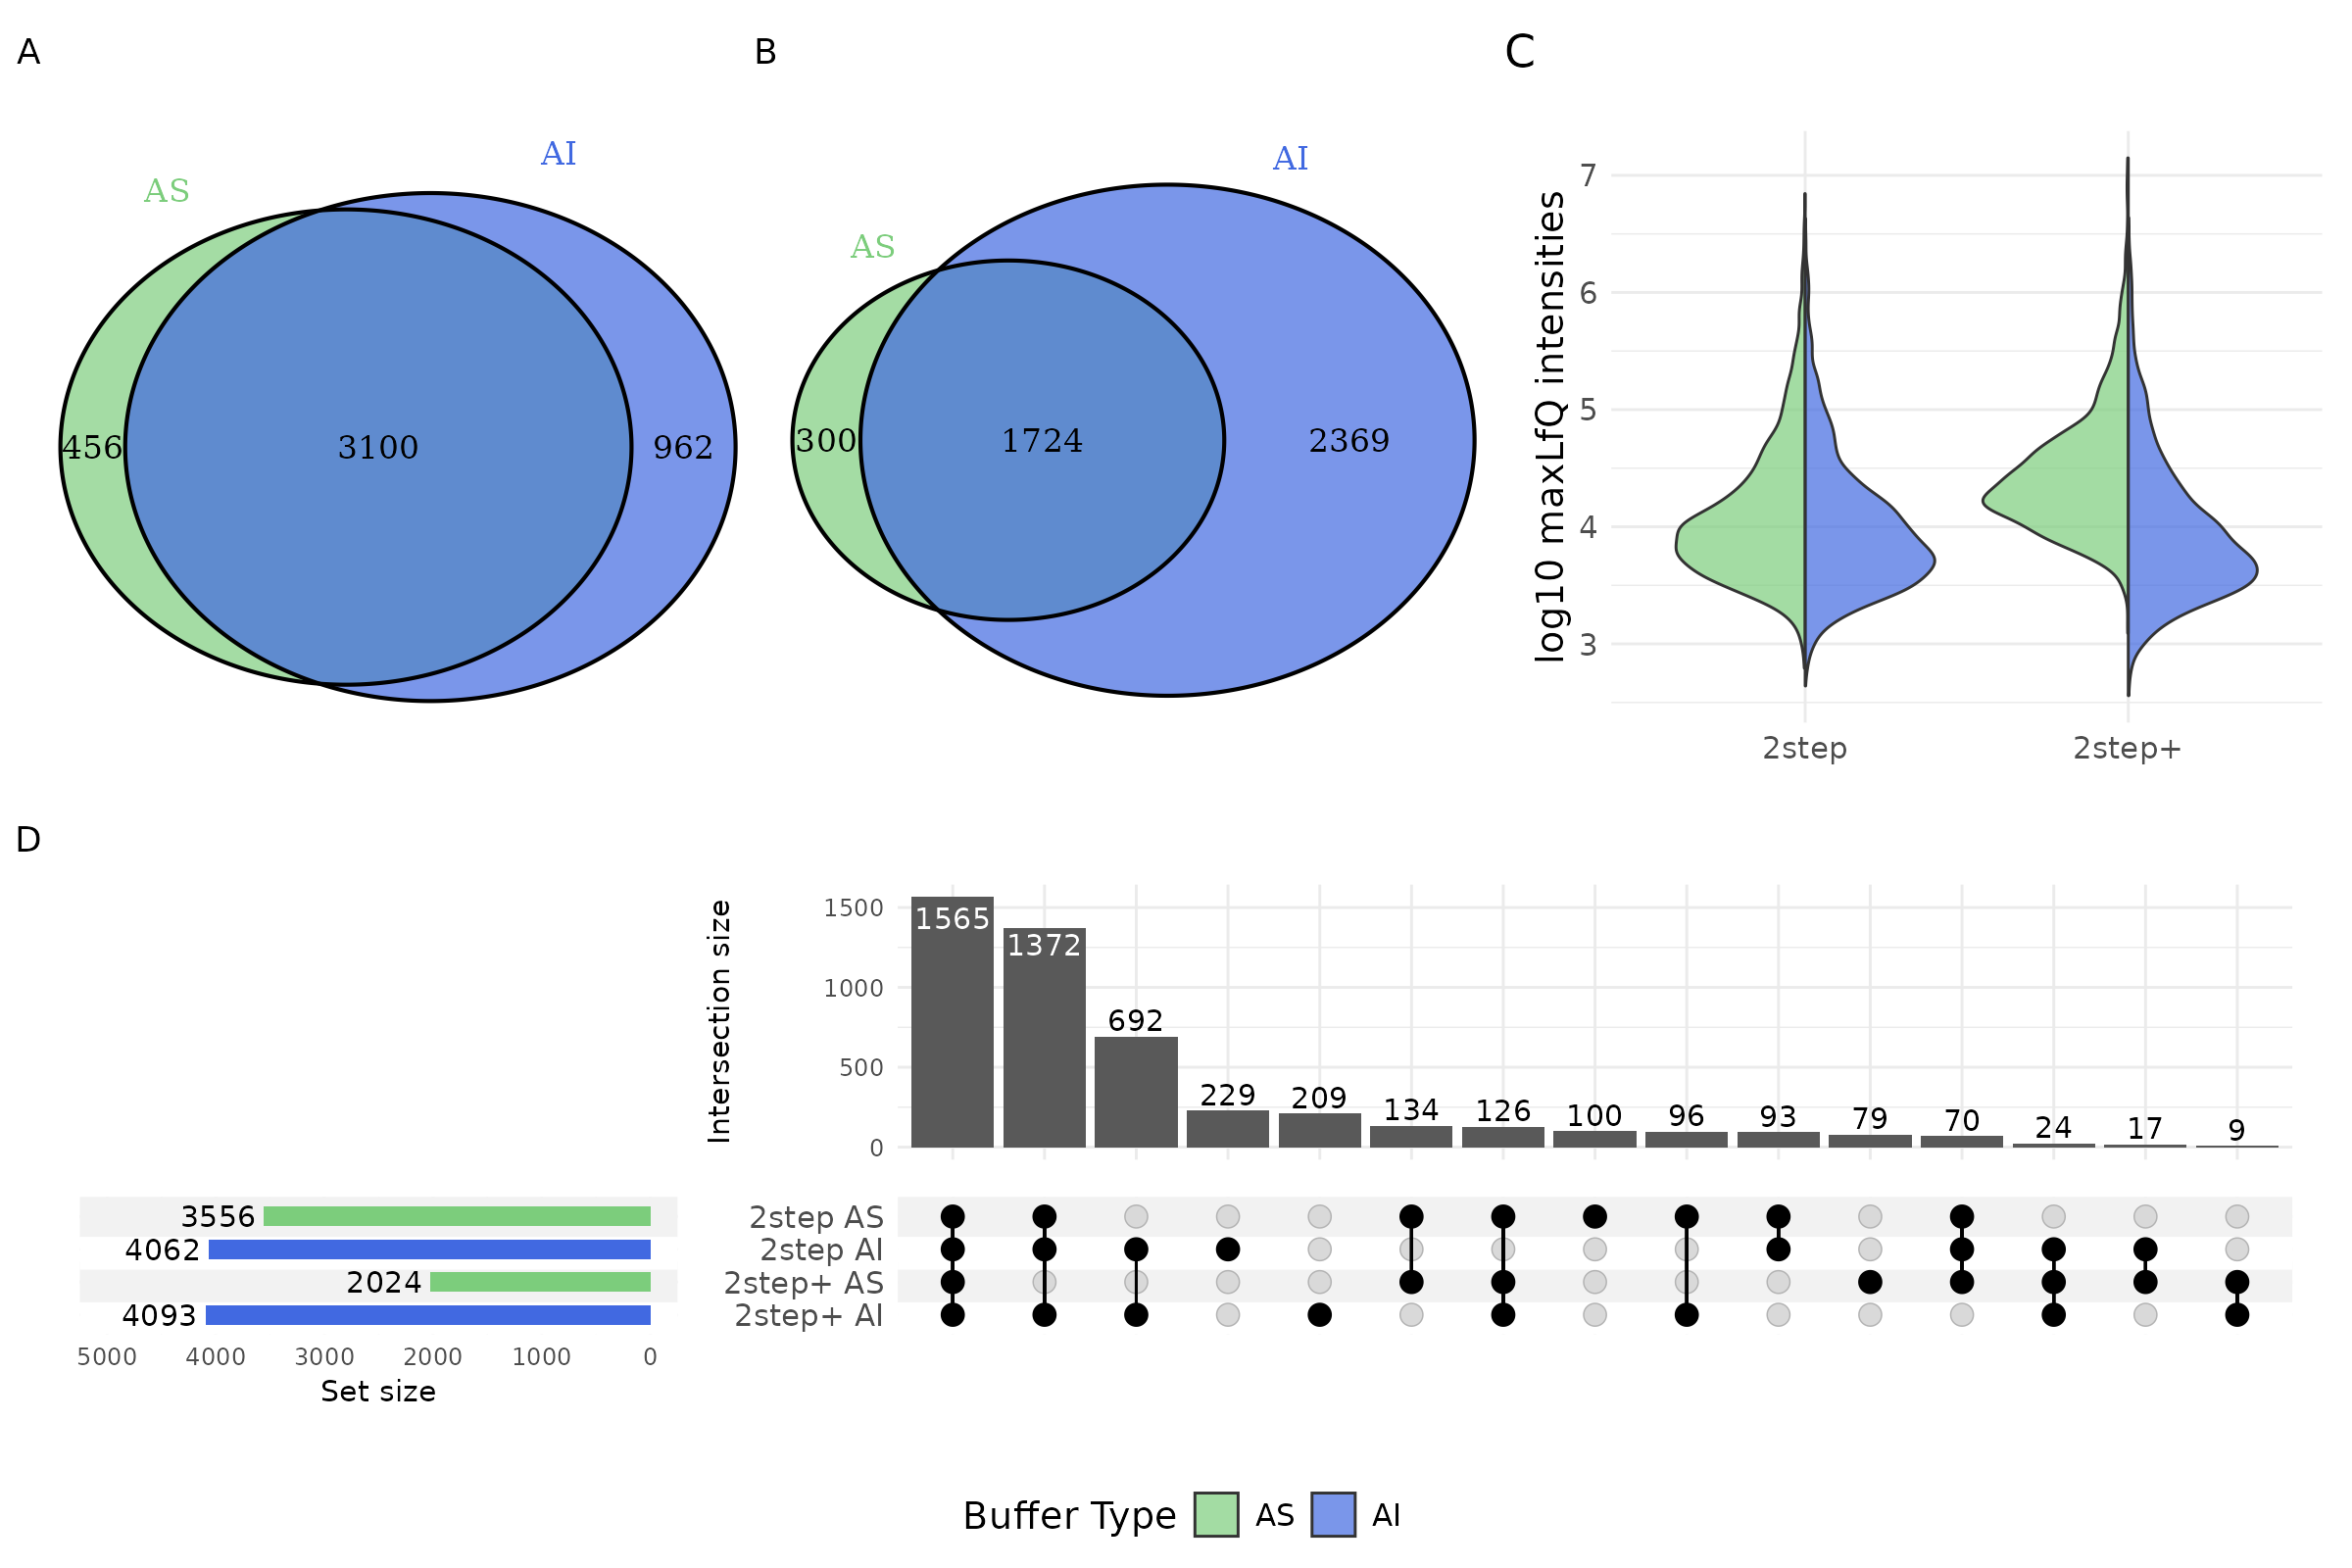 A
B
C
AS
AI
456
3100
962
AS
AI
300
1724
2369
log10 maxLfQ intensities
7
6
5
4
3
2step
2step+
D
Intersection size
1500
1000
500
0
1565
1372
692
229
209
134
126
100
96
93
79
70
24
17
9
3556
4062
2024
4093
2step AS
2step AI
2step+ AS
2step+ AI
5000
4000
3000
2000
1000
0
Set size
Buffer Type
AS
AI